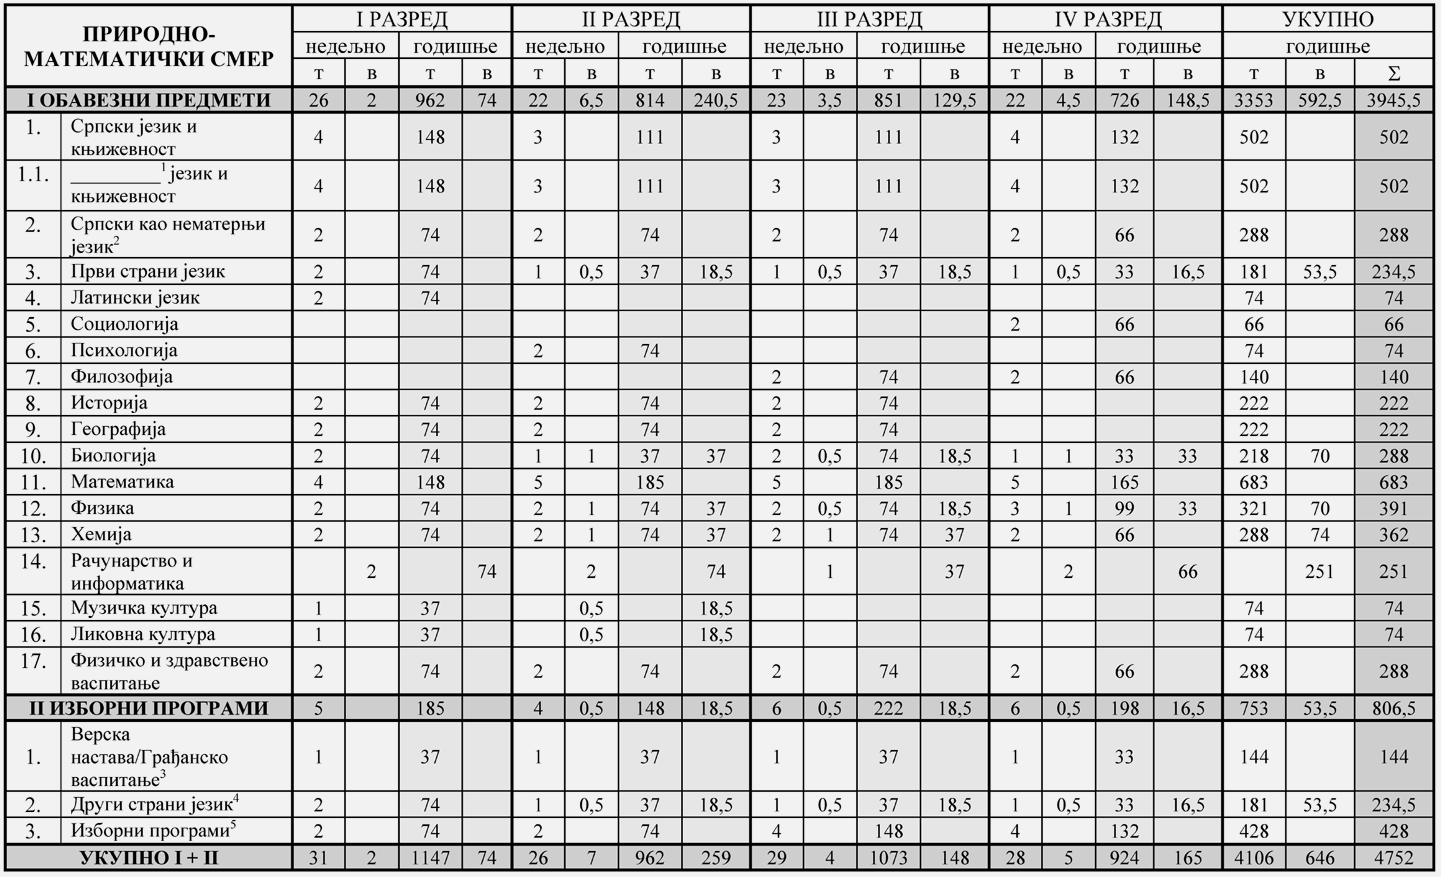 ПРИРОДНО-МАТЕМАТИЧКИ СМЕР I РАЗРЕД II РАЗРЕД III РАЗРЕД IV РАЗРЕД УКУПНО
недељно годишње недељно годишње недељно годишње недељно годишње годишње
т в т в т в т в т в т в т в т в т в Σ
I ОБАВЕЗНИ ПРЕДМЕТИ 26 2 962 74 22 6,5 814 240,5 23 3,5 851 129,5 22 4,5 726 148,5 3353 592,5 3945,5
1. Српски језик и књижевност 4 148 3 111 3 111 4 132 502 502
1.1. _________1 језик и књижевност 4 148 3 111 3 111 4 132 502 502
2. Српски као нематерњи језик2 2 74 2 74 2 74 2 66 288 288
3. Први страни језик 2 74 1 0,5 37 18,5 1 0,5 37 18,5 1 0,5 33 16,5 181 53,5 234,5
4. Латински језик 2 74 74 74
5. Социологија 2 66 66 66
6. Психологија 2 74 74 74
7. Филозофија 2 74 2 66 140 140
8. Историја 2 74 2 74 2 74 222 222
9. Географија 2 74 2 74 2 74 222 222
10. Биологија 2 74 1 1 37 37 2 0,5 74 18,5 1 1 33 33 218 70 288
11. Математика 4 148 5 185 5 185 5 165 683 683
12. Физика 2 74 2 1 74 37 2 0,5 74 18,5 3 1 99 33 321 70 391
13. Хемија 2 74 2 1 74 37 2 1 74 37 2 66 288 74 362
14. Рачунарство и информатика 2 74 2 74 1 37 2 66 251 251
15. Музичка култура 1 37 0,5 18,5 74 74
16. Ликовна култура 1 37 0,5 18,5 74 74
17. Физичко и здравствено васпитање 2 74 2 74 2 74 2 66 288 288
II ИЗБОРНИ ПРОГРАМИ 5 185 4 0,5 148 18,5 6 0,5 222 18,5 6 0,5 198 16,5 753 53,5 806,5
1. Верска настава/Грађанско васпитање3 1 37 1 37 1 37 1 33 144 144
2. Други страни језик4 2 74 1 0,5 37 18,5 1 0,5 37 18,5 1 0,5 33 16,5 181 53,5 234,5
3. Изборни програми5 2 74 2 74 4 148 4 132 428 428
УКУПНО I + II 31 2 1147 74 26 7 962 259 29 4 1073 148 28 5 924 165 4106 646 4752